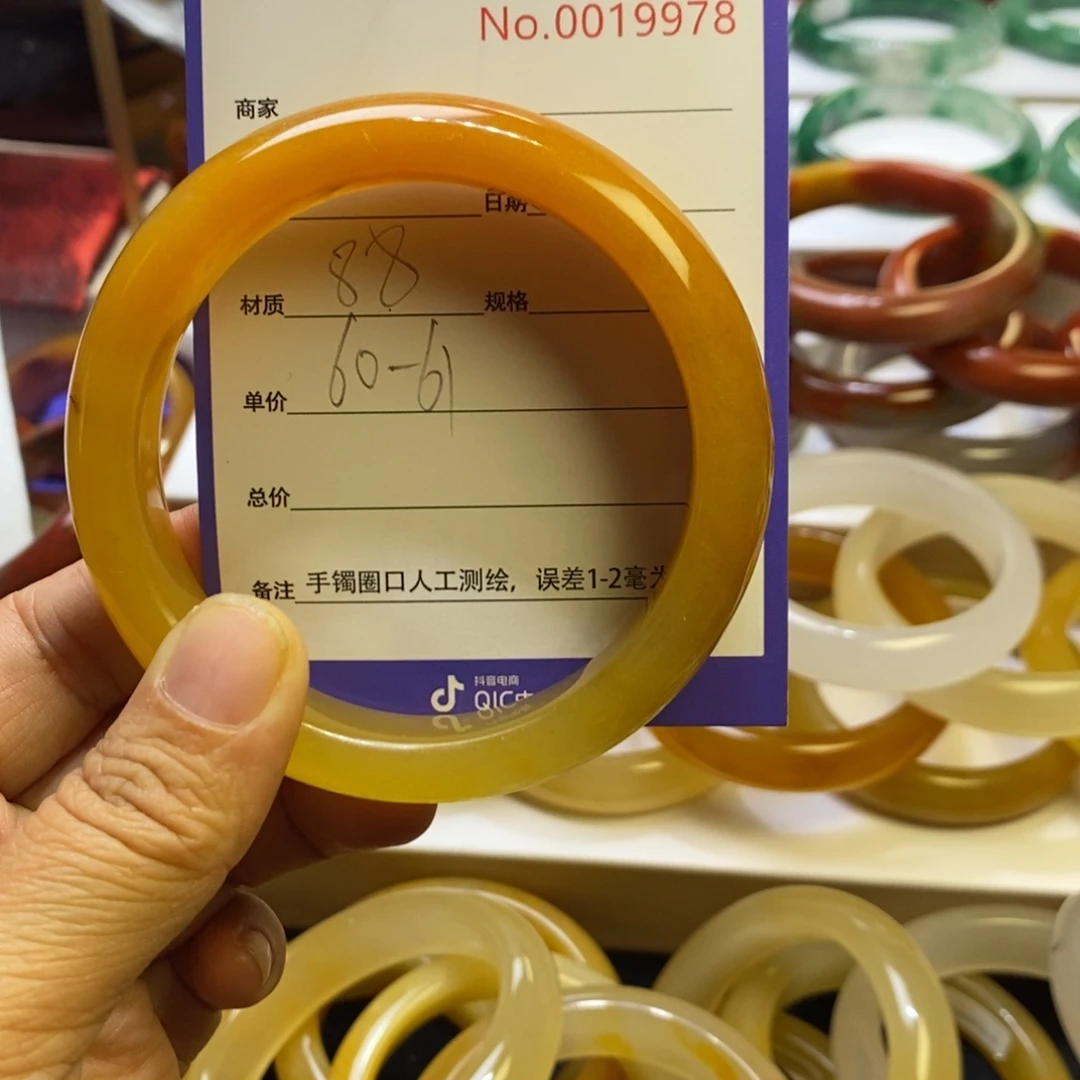 No.0019978
商家
日期
88
材质 规格
60-61
单价
总价
备注 手镯圈口人工测绘,误差1-2毫
抖音电商
QIC